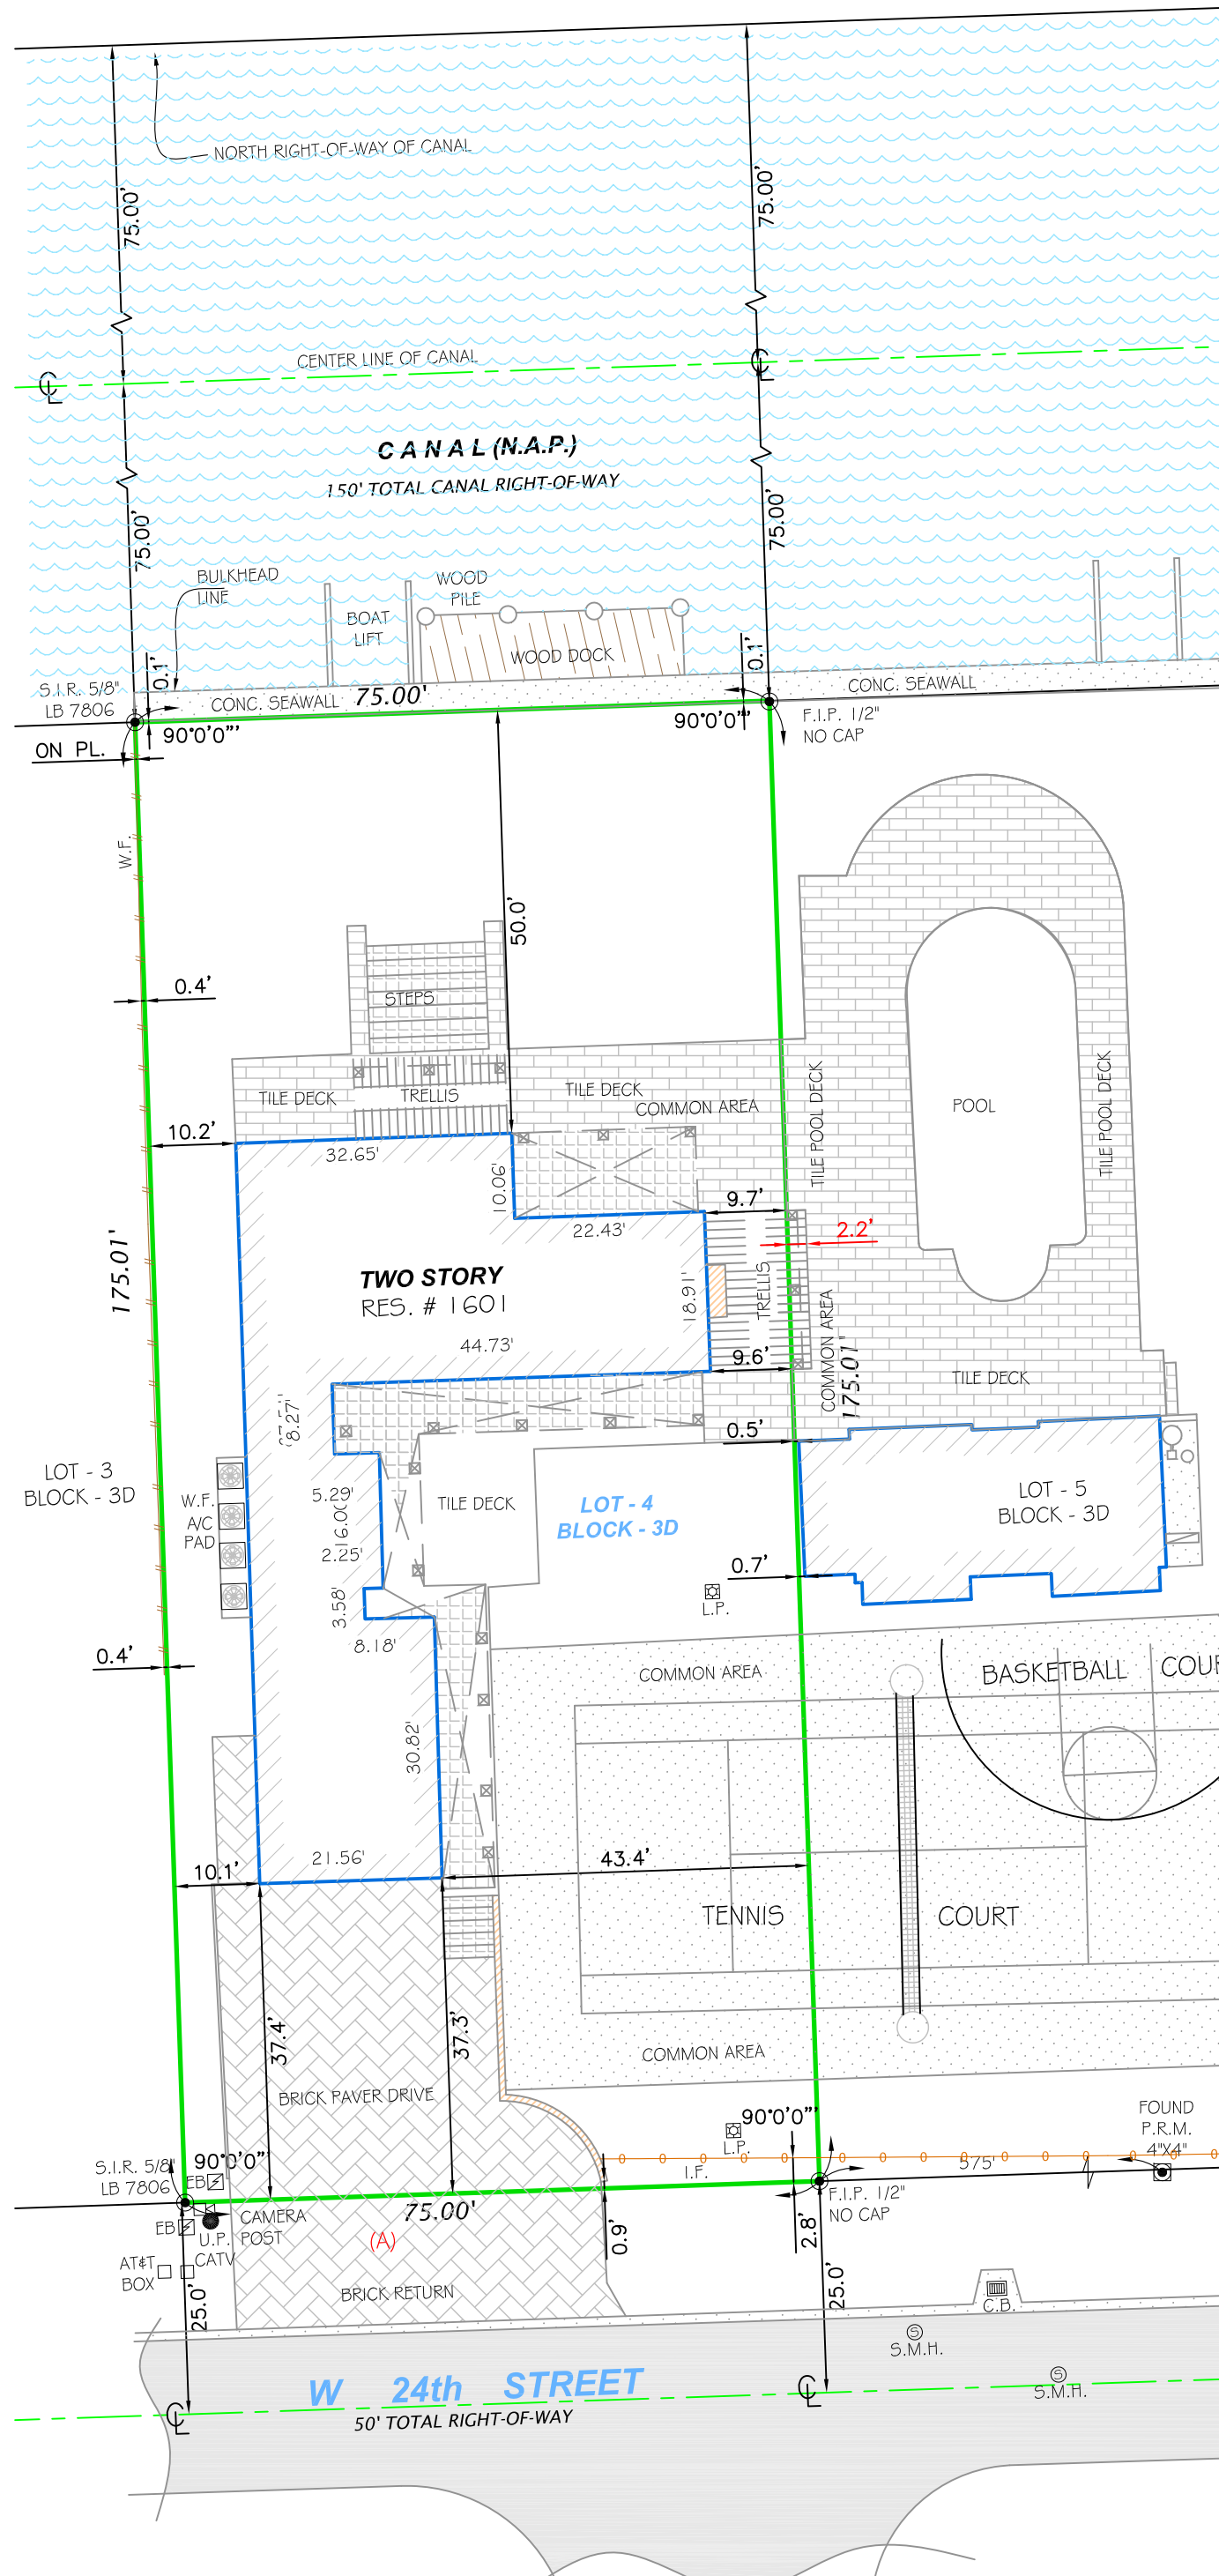 75.00'
75.00'
NORTH RIGHT-OF-WAY OF CANAL
CENTER LINE OF CANAL
CANAL (N.A.P.)
150' TOTAL CANAL RIGHT-OF-WAY
75.00'
75.00'
BULKHEAD
LINE
WOOD
PILE
BOAT
LIFT
WOOD DOCK
0.1'
0.1'
S.I.R. 5/8"
LB 7806
CONC. SEAWALL
75.00'
CONC. SEAWALL
90°0'0"'
90°0'0"'
F.I.P. 1/2"
NO CAP
ON PL.
W.F.
50.0'
0.4'
STEPS
TILE DECK
TRELLIS
TILE DECK
COMMON AREA
TILE POOL DECK
POOL
TILE POOL DECK
10.2'
32.65'
10.06'
22.43'
9.7'
2.2'
175.01'
TWO STORY
RES. # 1601
18.91'
TRELLIS
COMMON AREA
175.01'
44.73'
9.6'
TILE DECK
8.27'
0.5'
LOT - 3
BLOCK - 3D
W.F.
A/C
PAD
5.29'
16.00
2.25'
TILE DECK
LOT - 4
BLOCK - 3D
LOT - 5
BLOCK - 3D
0.7'
L.P.
3.58'
8.18'
0.4'
COMMON AREA
BASKETBALL
COU
30.82'
21.56'
10.1'
43.4'
TENNIS
COURT
37.4'
37.3'
COMMON AREA
BRICK PAVER DRIVE
90°0'0"'
L.P.
FOUND
P.R.M.
4"X4"
S.I.R. 5/8"
LB 7806
90°0'0"'
EB
I.F.
575'
75.00'
F.I.P. 1/2"
NO CAP
CAMERA
POST
EB
U.P.
CATV
(A)
0.9'
2.8'
AT&T
BOX
25.0'
25.0'
BRICK RETURN
C.B.
S
S.M.H.
S
S.M.H.
W 24th STREET
50' TOTAL RIGHT-OF-WAY